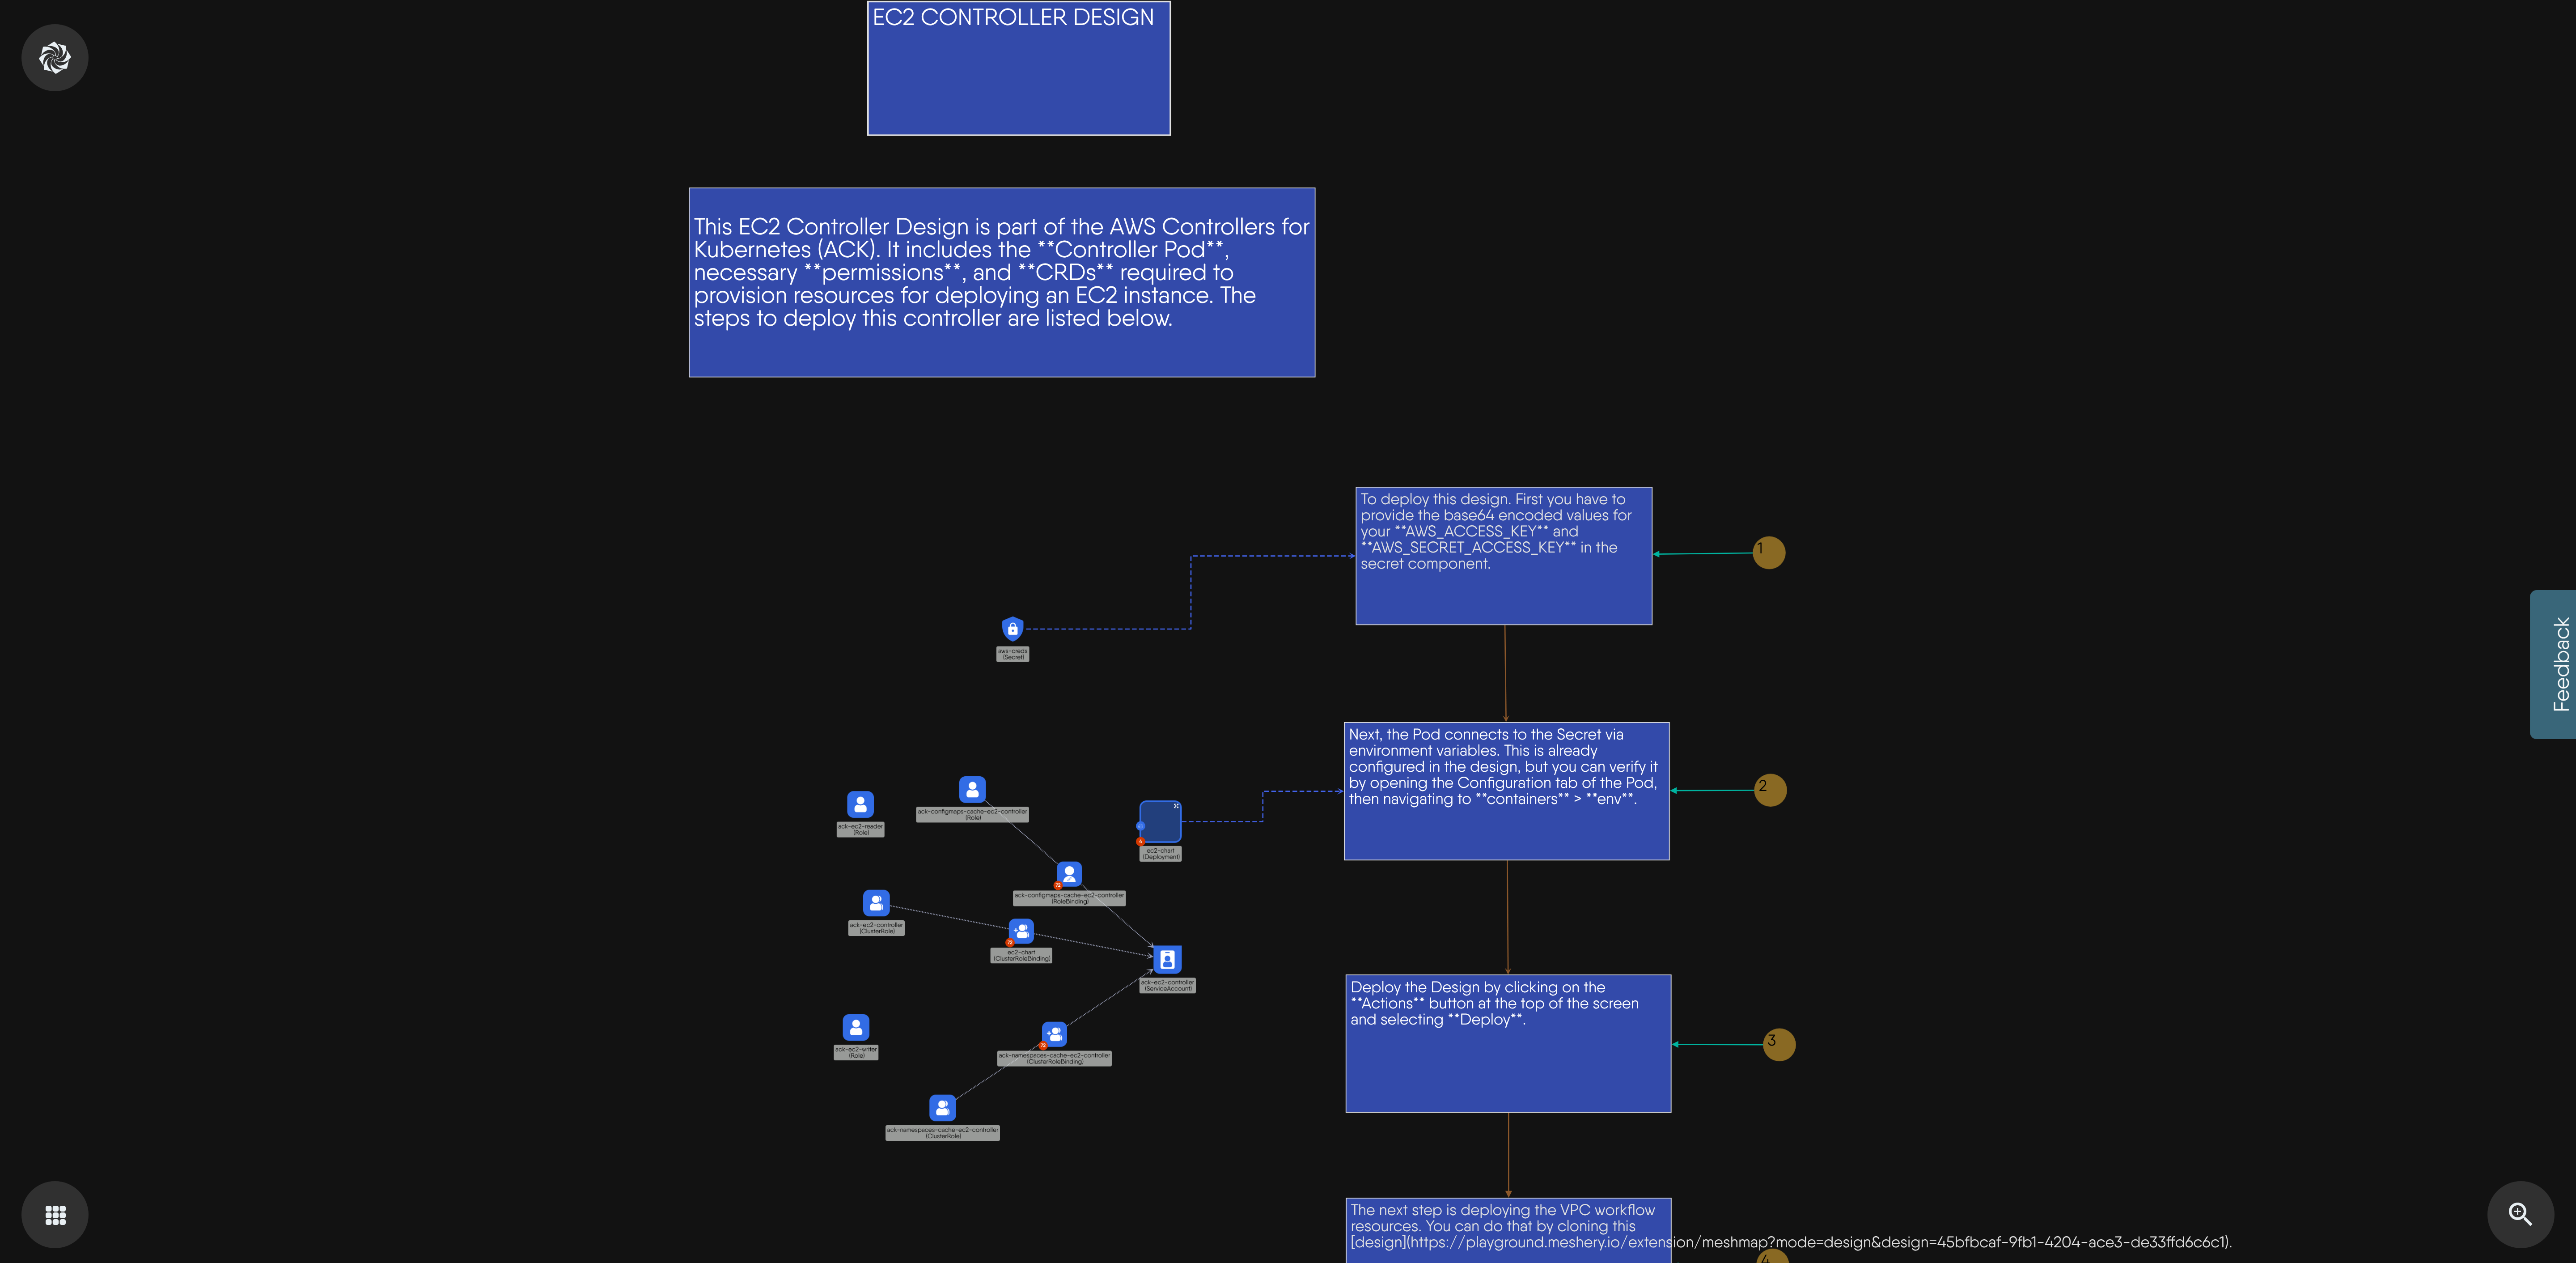 EC2 CONTROLLER DESIGN
This EC2 Controller Design is part of the AWS Controllers for
Kubernetes (ACK). It includes the **Controller Pod**,
necessary **permissions**, and **CRDs** required to
provision resources for deploying an EC2 instance. The
steps to deploy this controller are listed below.
To deploy this design. First you have to
provide the base64 encoded values for
your **AWS_ACCESS_KEY** and
**AWS_SECRET_ACCESS_KEY** in the
secret component.
1
aws-creds
(Secret)
Next, the Pod connects to the Secret via
environment variables. This is already
configured in the design, but you can verify it
by opening the Configuration tab of the Pod,
then navigating to **containers** > **env**.
2
ack-ec2-reader
(Role)
ack-configmaps-cache-ec2-controller
(Role)
4
ec2-chart
(Deployment)
72
ack-configmaps-cache-ec2-controller
(RoleBinding)
ack-ec2-controller
(ClusterRole)
72
ec2-chart
(ClusterRoleBinding)
ack-ec2-controller
(ServiceAccount)
Deploy the Design by clicking on the
**Actions** button at the top of the screen
and selecting **Deploy**.
3
ack-ec2-writer
(Role)
72
ack-namespaces-cache-ec2-controller
(ClusterRoleBinding)
ack-namespaces-cache-ec2-controller
(ClusterRole)
The next step is deploying the VPC workflow
resources. You can do that by cloning this
[design](https://playground.meshery.io/extension/meshmap?mode=design&design=45bfbcaf-9fb1-4204-ace3-de33ffd6c6c1).
4
Feedback